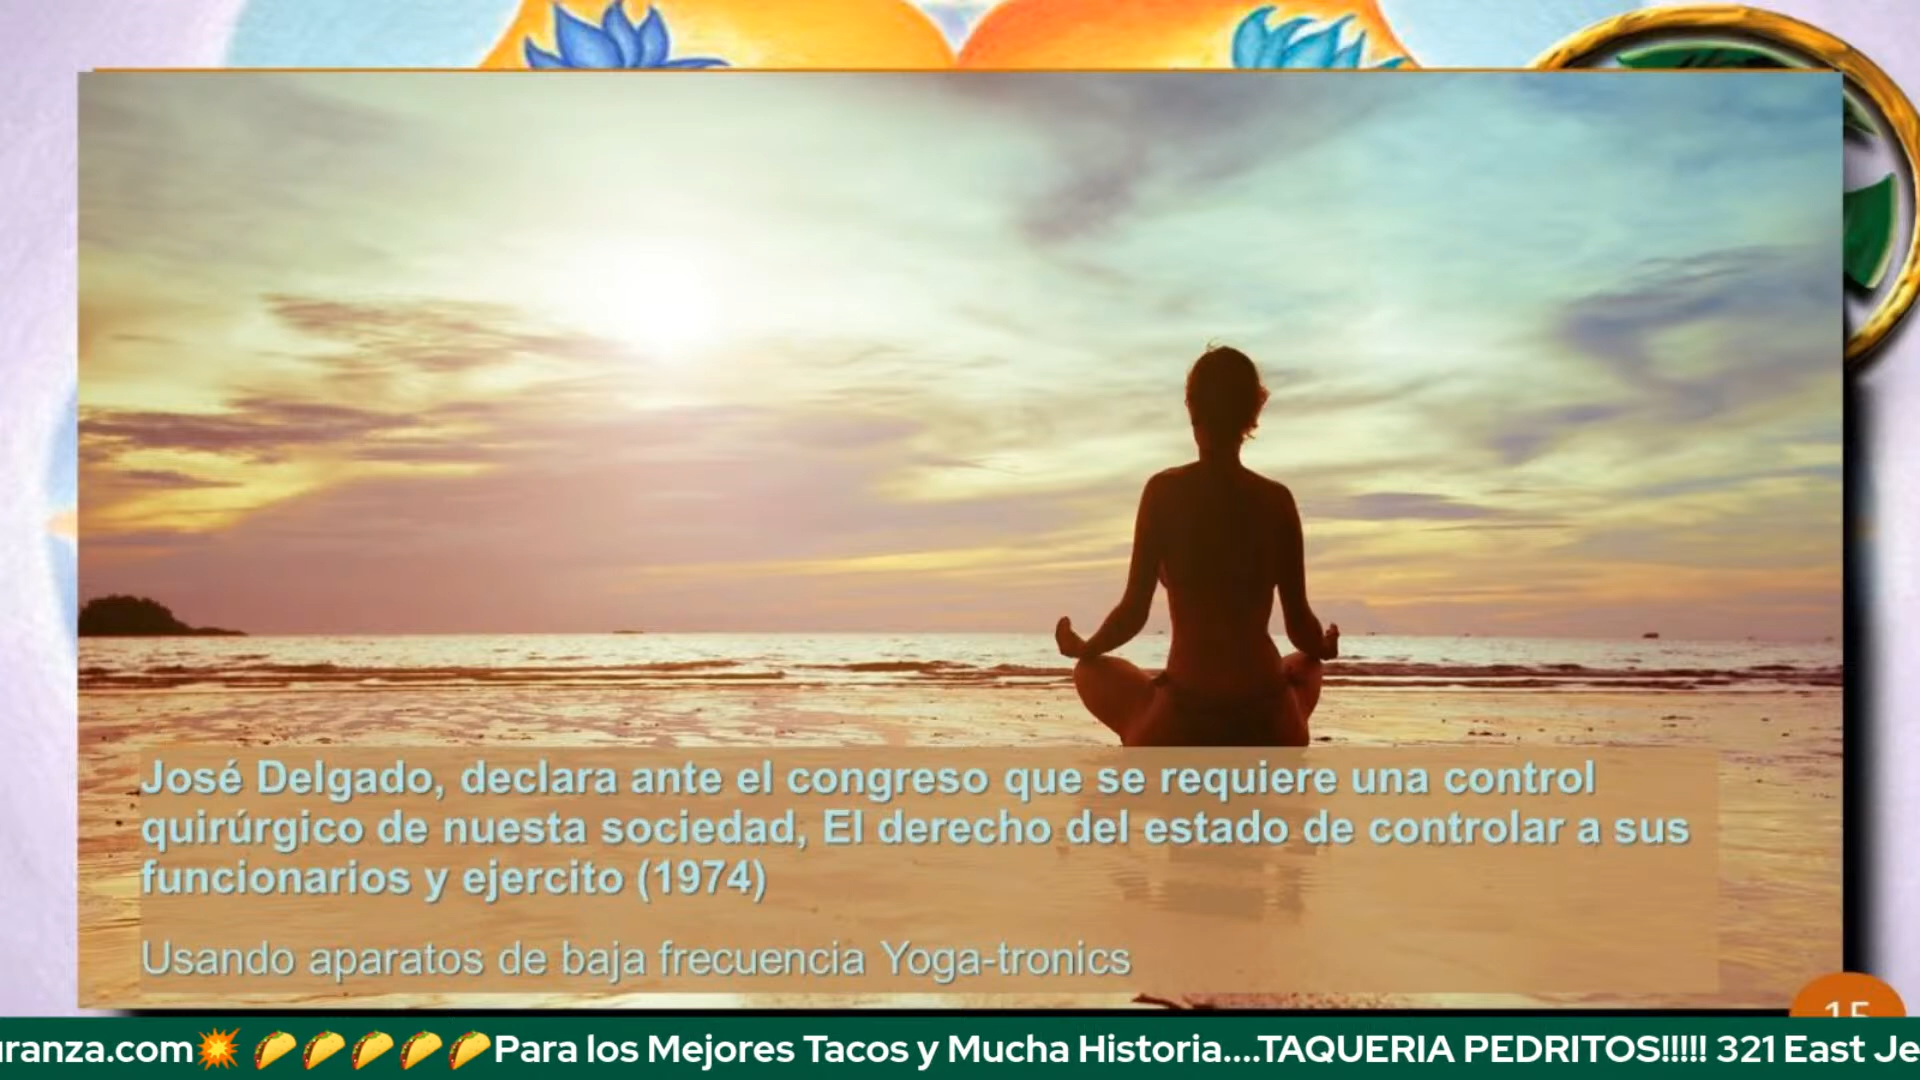 José Delgado, declara ante el congreso que se requiere una control
quirúrgico de nuesta sociedad, El derecho del estado de controlar a sus
funcionarios y ejercito (1974)
Usando aparatos de baja frecuencia Yoga-tronics
15
uranza.com💥 🌮🌮🌮🌮🌮Para los Mejores Tacos y Mucha Historia....TAQUERIA PEDRITOS!!!!! 321 East Je